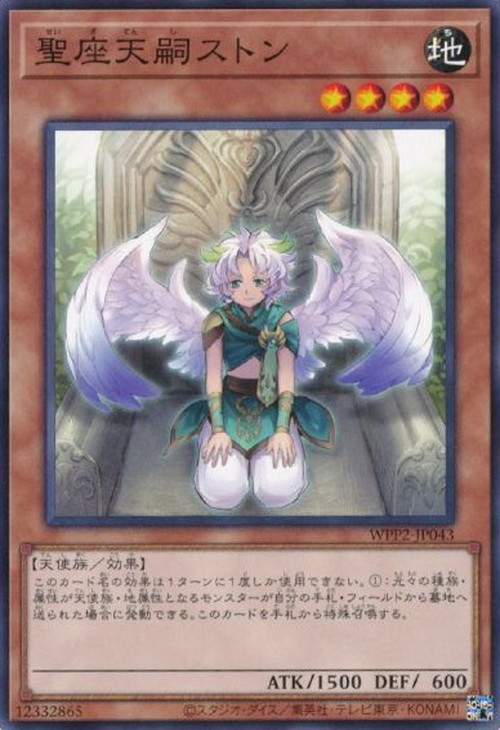 聖座天嗣ストン
地
WPP2-JP043
【天使族/効果】
このカード名の効果は1ターンに1度しか使用できない。①:元々の種族・
属性が天使族・地属性となるモンスターが自分の手札・フィールドから墓地へ
送られた場合に発動できる。このカードを手札から特殊召喚する。
ATK/1500 DEF/ 600
12332865 ©スタジオ・ダイス/集英社・テレビ東京・KONAMI